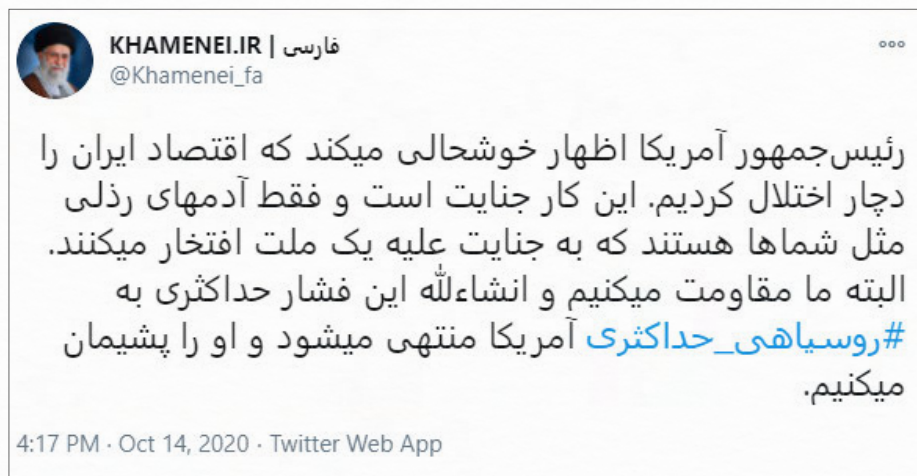 KHAMENEI.IR | فارسی
@Khamenei_fa
رئیس‌جمهور آمریکا اظهار خوشحالی میکند که اقتصاد ایران را
دچار اختلال کردیم. این کار جنایت است و فقط آدمهای رذلی
مثل شماها هستند که به جنایت علیه یک ملت افتخار میکنند.
البته ما مقاومت میکنیم و انشاءلله این فشار حداکثری به
#روسیاهی_حداکثری آمریکا منتهی میشود و او را پشیمان
میکنیم.
4:17 PM · Oct 14, 2020 · Twitter Web App